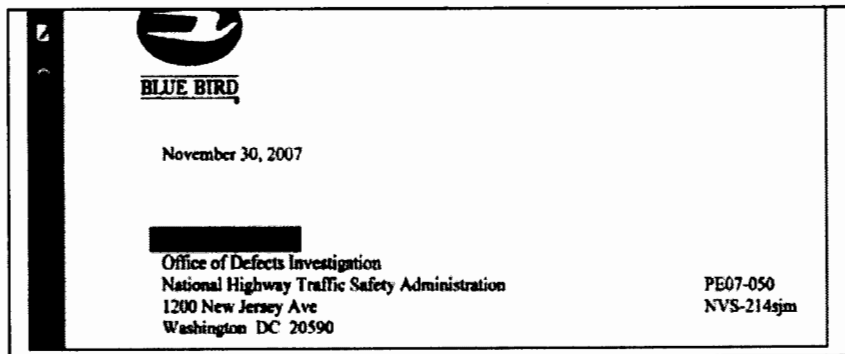 BLUE BIRD
November 30, 2007
Office of Defects Investigation
National Highway Traffic Safety Administration
PE07-050
1200 New Jersey Ave
NVS-214sjm
Washington DC 20590